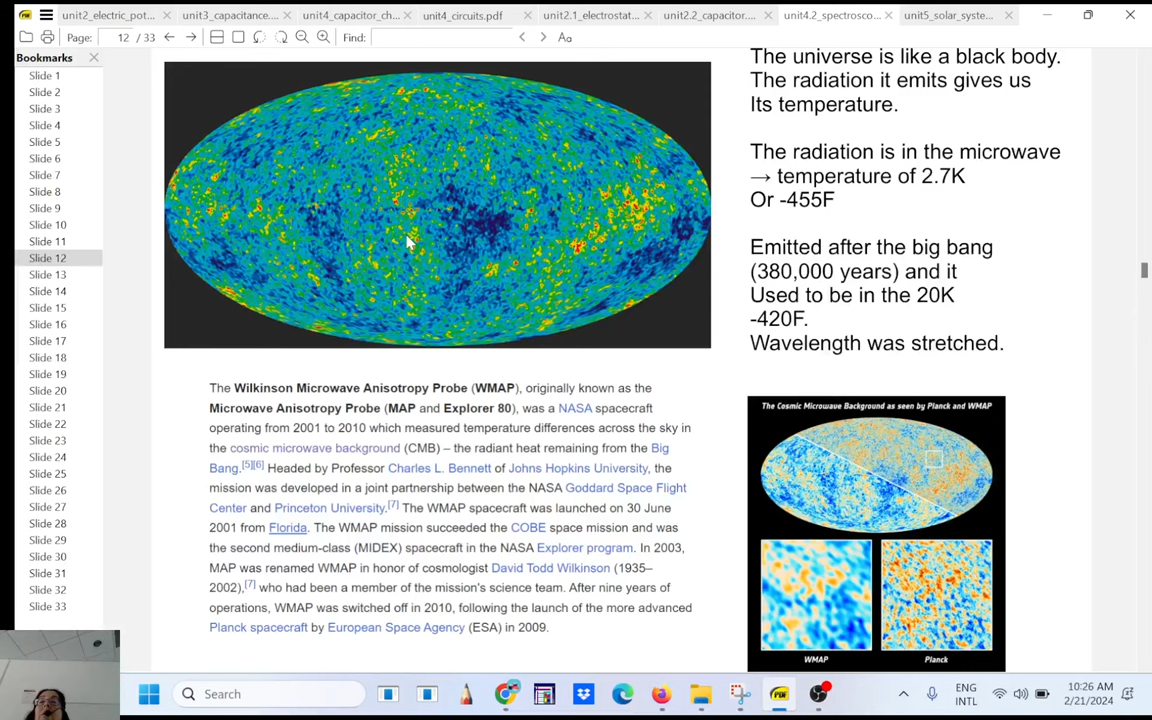 unit2_electric_pot...
unit3_capacitance....
unit4_capacitor_ch...
unit4_circuits.pdf
unit2.1_electrostat...
unit2.2_capacitor....
unit4.2_spectrosco...
unit5_solar_syste...
Page: 12 / 33 Find:
Bookmarks
Slide 1
Slide 2
Slide 3
Slide 4
Slide 5
Slide 6
Slide 7
Slide 8
Slide 9
Slide 10
Slide 11
Slide 12
Slide 13
Slide 14
Slide 15
Slide 16
Slide 17
Slide 18
Slide 19
Slide 20
Slide 21
Slide 22
Slide 23
Slide 24
Slide 25
Slide 26
Slide 27
Slide 28
Slide 29
Slide 30
Slide 31
Slide 32
Slide 33
The universe is like a black body.
The radiation it emits gives us
Its temperature.
The radiation is in the microwave
→ temperature of 2.7K
Or -455F
Emitted after the big bang
(380,000 years) and it
Used to be in the 20K
-420F.
Wavelength was stretched.
The Wilkinson Microwave Anisotropy Probe (WMAP), originally known as the
Microwave Anisotropy Probe (MAP and Explorer 80), was a NASA spacecraft
operating from 2001 to 2010 which measured temperature differences across the sky in
the cosmic microwave background (CMB) – the radiant heat remaining from the Big
Bang.[5][6] Headed by Professor Charles L. Bennett of Johns Hopkins University, the
mission was developed in a joint partnership between the NASA Goddard Space Flight
Center and Princeton University.[7] The WMAP spacecraft was launched on 30 June
2001 from Florida. The WMAP mission succeeded the COBE space mission and was
the second medium-class (MIDEX) spacecraft in the NASA Explorer program. In 2003,
MAP was renamed WMAP in honor of cosmologist David Todd Wilkinson (1935–
2002),[7] who had been a member of the mission's science team. After nine years of
operations, WMAP was switched off in 2010, following the launch of the more advanced
Planck spacecraft by European Space Agency (ESA) in 2009.
The Cosmic Microwave Background as seen by Planck and WMAP
WMAP
Planck
Search
ENG
INTL
10:26 AM
2/21/2024